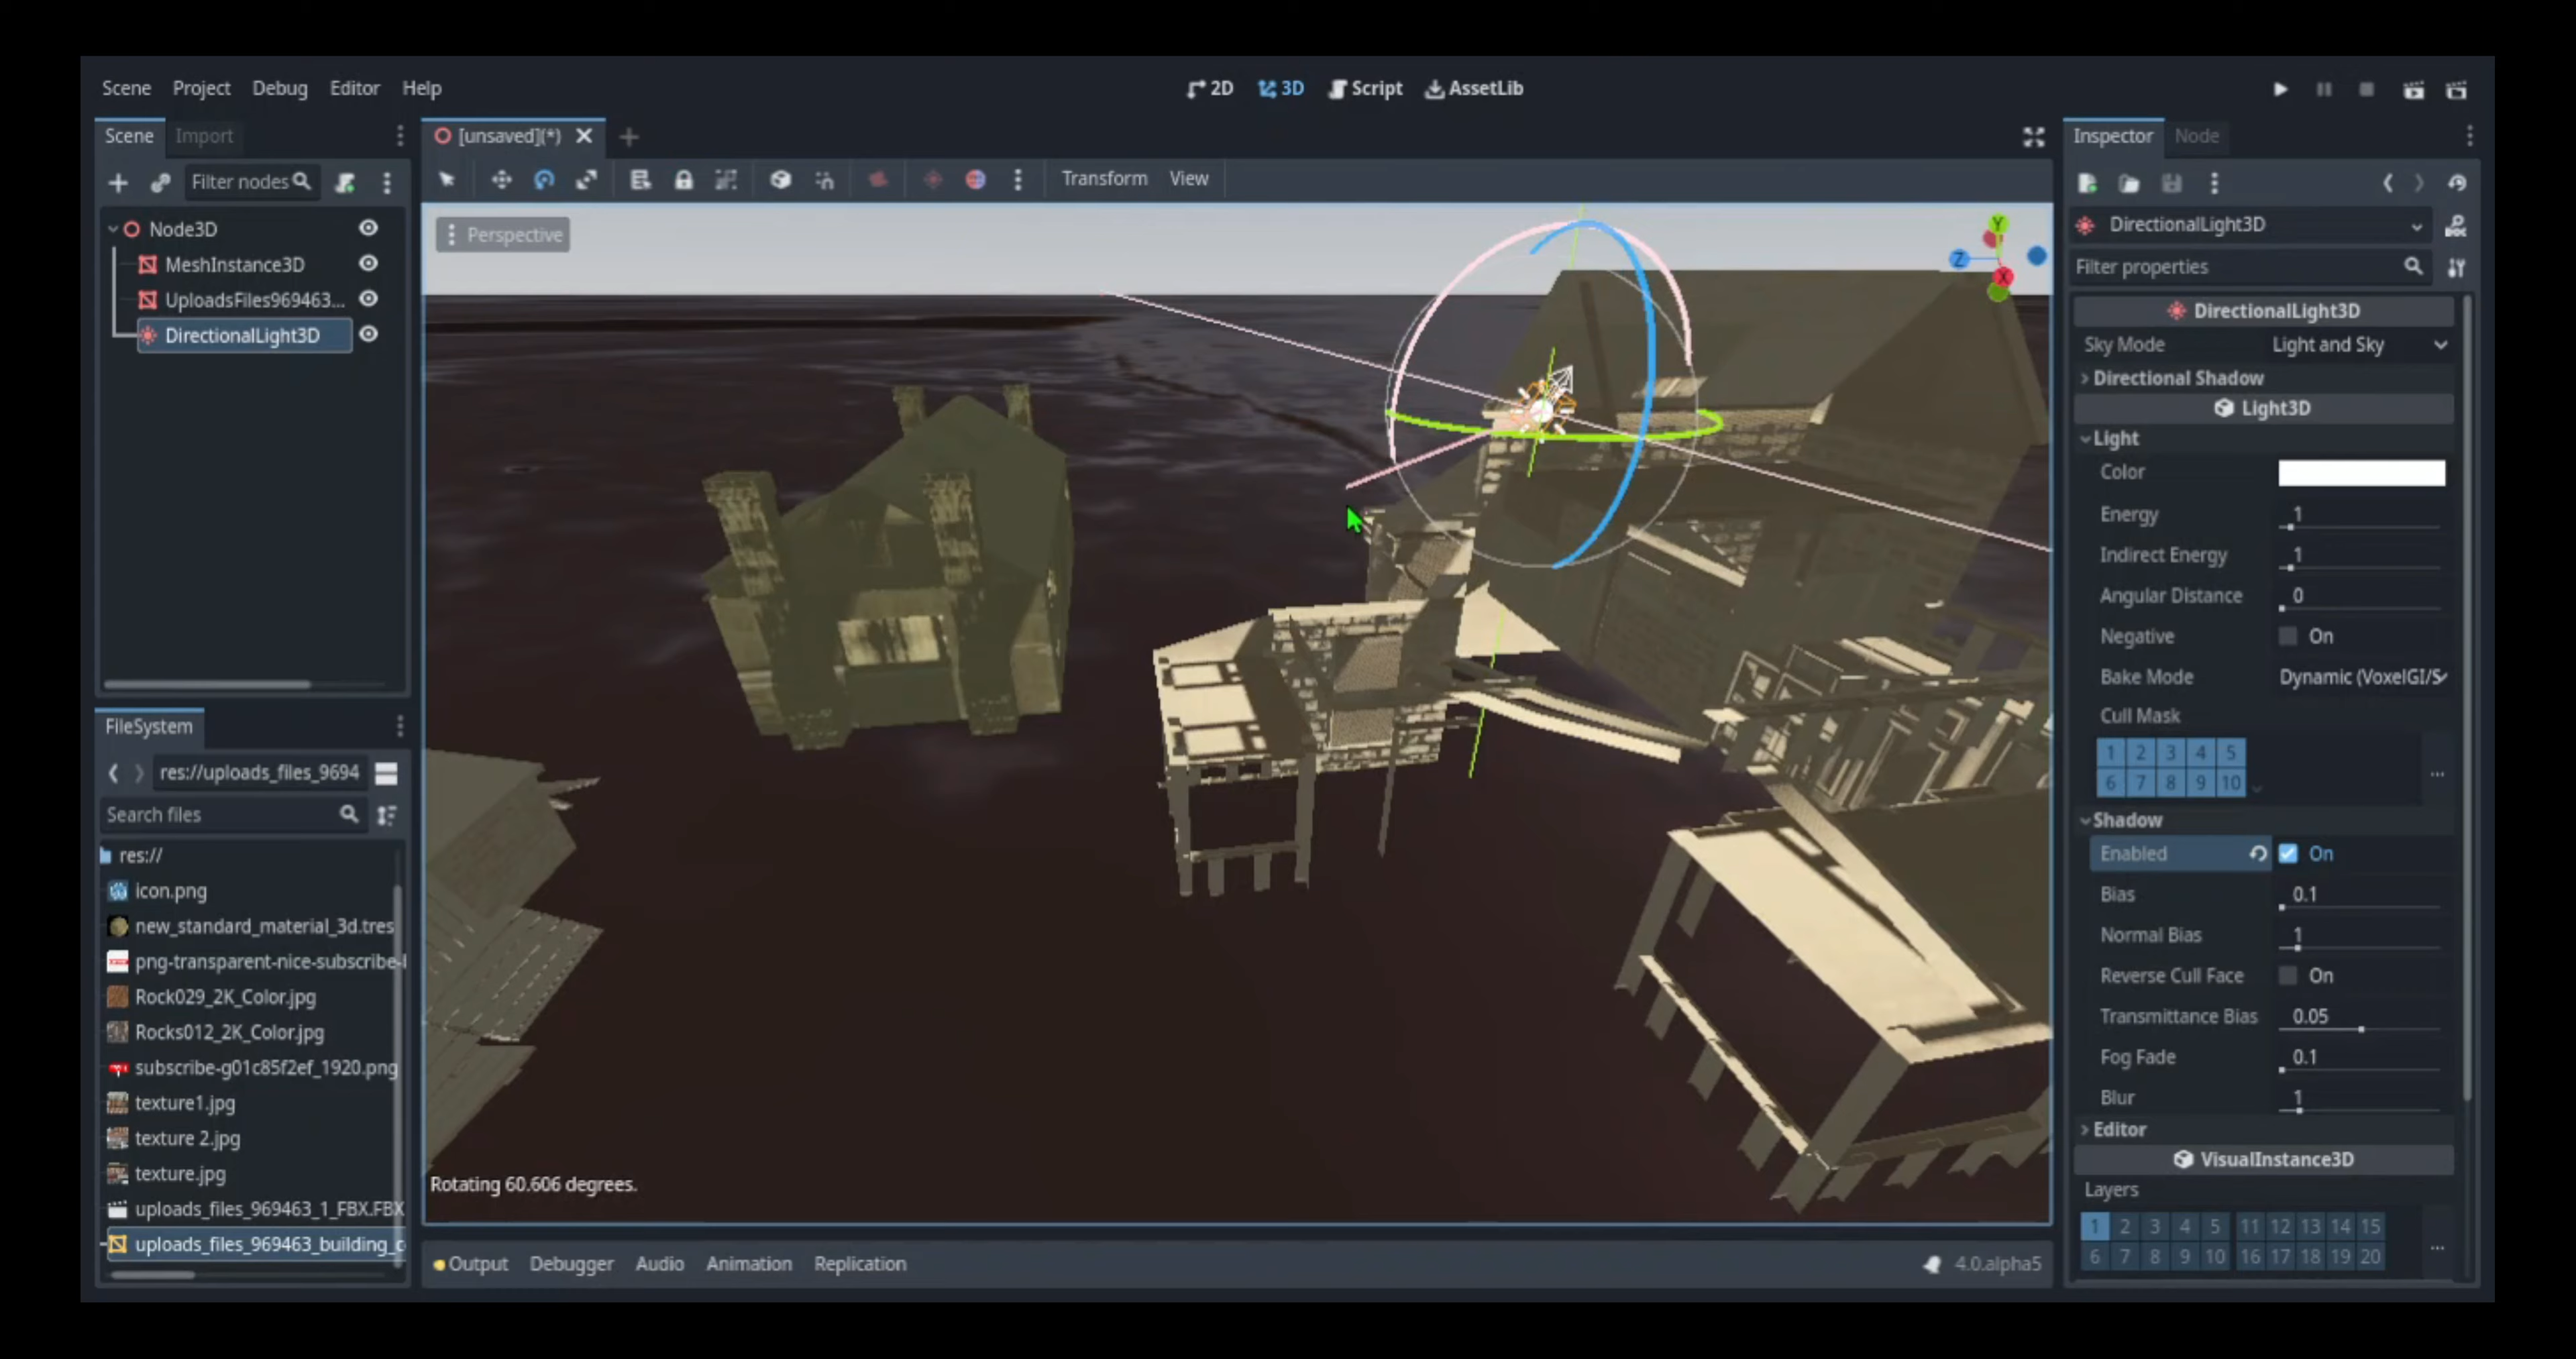 Scene Project Debug Editor Help
2D 3D Script AssetLib
Scene Import
Filter nodes
Node3D
MeshInstance3D
UploadsFiles969463...
DirectionalLight3D
FileSystem
res://uploads_files_9694
Search files
res://
icon.png
new_standard_material_3d.tres
png-transparent-nice-subscribe-
Rock029_2K_Color.jpg
Rocks012_2K_Color.jpg
subscribe-g01c85f2ef_1920.png
texture1.jpg
texture 2.jpg
texture.jpg
uploads_files_969463_1_FBX.FBX
uploads_files_969463_building_c
[unsaved](*)
Transform View
Perspective
Y
Z
X
Rotating 60.606 degrees.
Output Debugger Audio Animation Replication
4.0.alpha5
Inspector Node
DirectionalLight3D
DOC
Filter properties
DirectionalLight3D
Sky Mode Light and Sky
Directional Shadow
Light3D
Light
Color
Energy 1
Indirect Energy 1
Angular Distance 0
Negative On
Bake Mode Dynamic (VoxelGI/S
Cull Mask
1 2 3 4 5
6 7 8 9 10
...
Shadow
Enabled On
Bias 0.1
Normal Bias 1
Reverse Cull Face On
Transmittance Bias 0.05
Fog Fade 0.1
Blur 1
Editor
VisualInstance3D
Layers
1 2 3 4 5 11 12 13 14 15
6 7 8 9 10 16 17 18 19 20
...